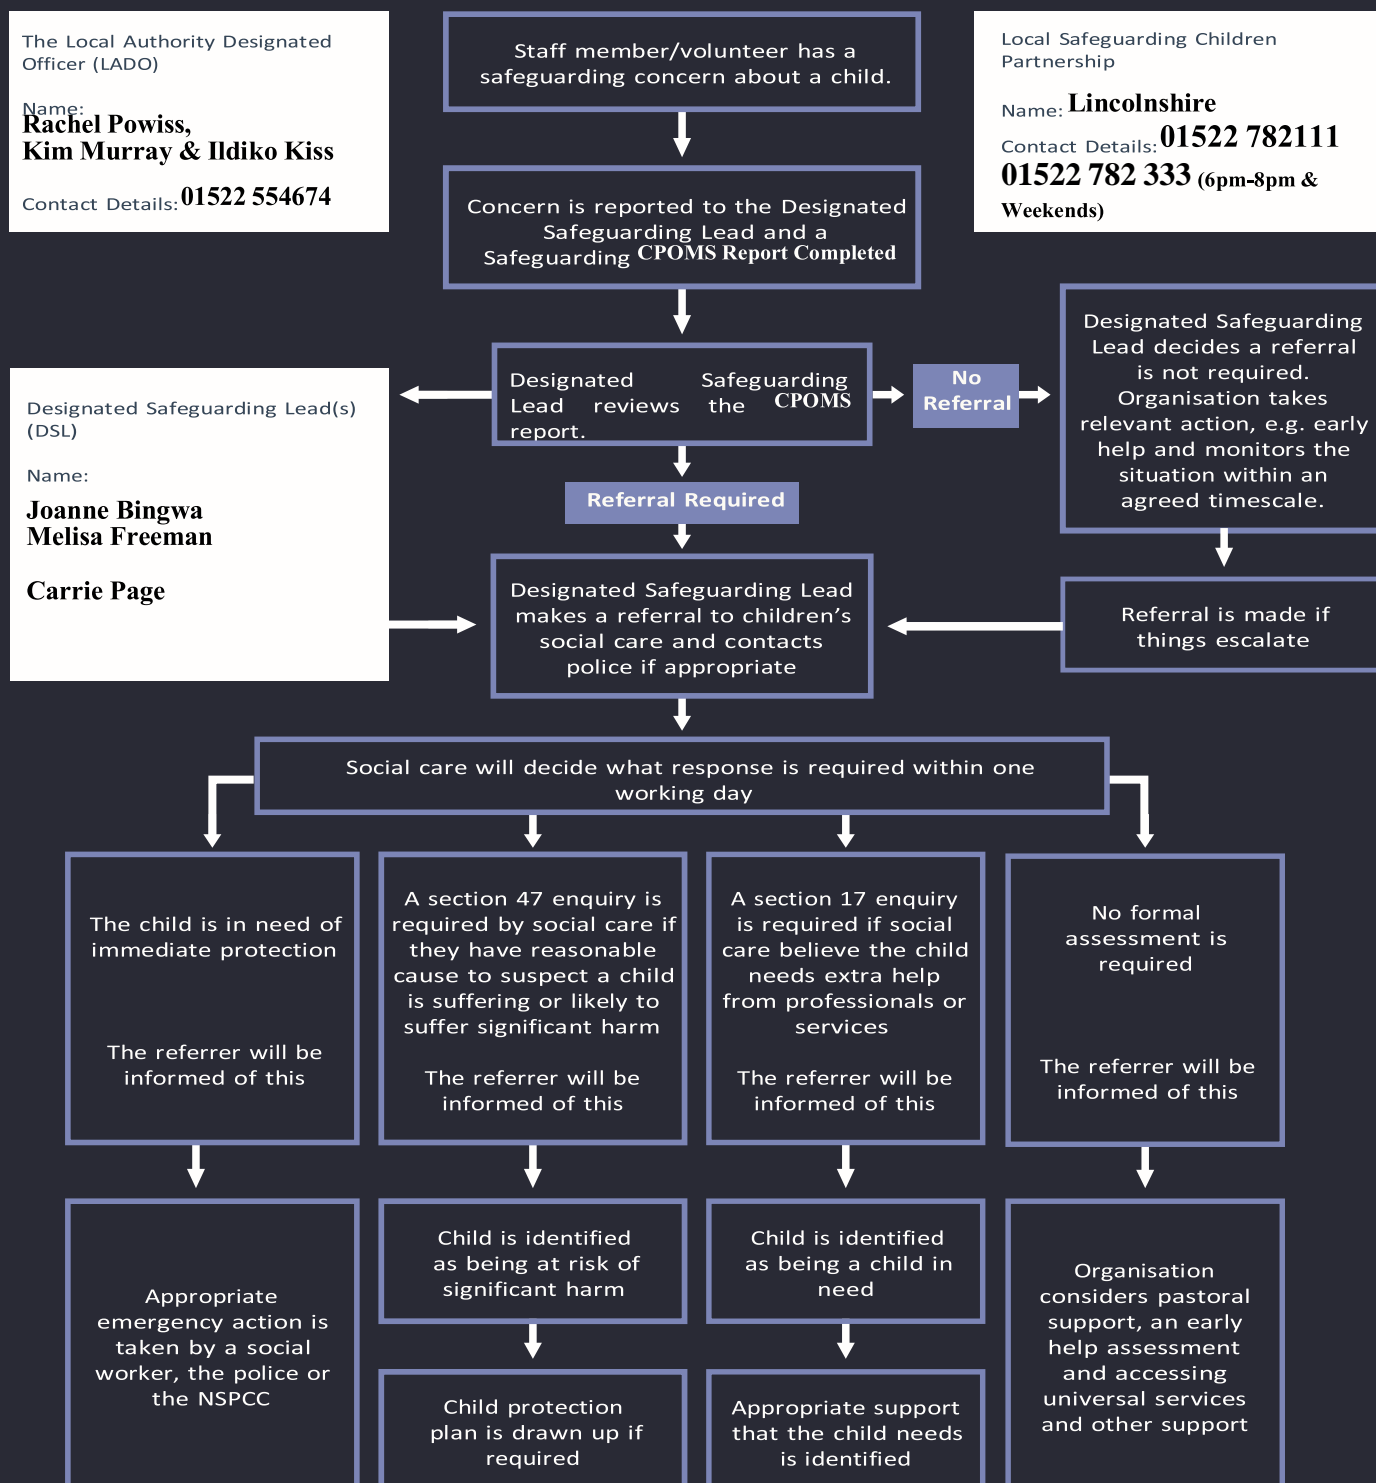 The Local Authority Designated
Officer (LADO)
Name:
Rachel Powiss,
Kim Murray & Ildiko Kiss
Contact Details: 01522 554674
Staff member/volunteer has a
safeguarding concern about a child.
Local Safeguarding Children
Partnership
Name: Lincolnshire
Contact Details: 01522 782111
01522 782 333 (6pm-8pm &
Weekends)
Concern is reported to the Designated
Safeguarding Lead and a
Safeguarding CPOMS Report Completed
Designated Safeguarding
Lead reviews the CPOMS
report.
No
Referral
Designated Safeguarding
Lead decides a referral
is not required.
Organisation takes
relevant action, e.g. early
help and monitors the
situation within an
agreed timescale.
Designated Safeguarding Lead(s)
(DSL)
Name:
Joanne Bingwa
Melisa Freeman
Carrie Page
Referral Required
Designated Safeguarding Lead
makes a referral to children’s
social care and contacts
police if appropriate
Referral is made if
things escalate
Social care will decide what response is required within one
working day
The child is in need of
immediate protection
The referrer will be
informed of this
A section 47 enquiry is
required by social care if
they have reasonable
cause to suspect a child
is suffering or likely to
suffer significant harm
The referrer will be
informed of this
A section 17 enquiry
is required if social
care believe the child
needs extra help
from professionals or
services
The referrer will be
informed of this
No formal
assessment is
required
The referrer will be
informed of this
Appropriate
emergency action is
taken by a social
worker, the police or
the NSPCC
Child is identified
as being at risk of
significant harm
Child protection
plan is drawn up if
required
Child is identified
as being a child in
need
Appropriate support
that the child needs
is identified
Organisation
considers pastoral
support, an early
help assessment
and accessing
universal services
and other support